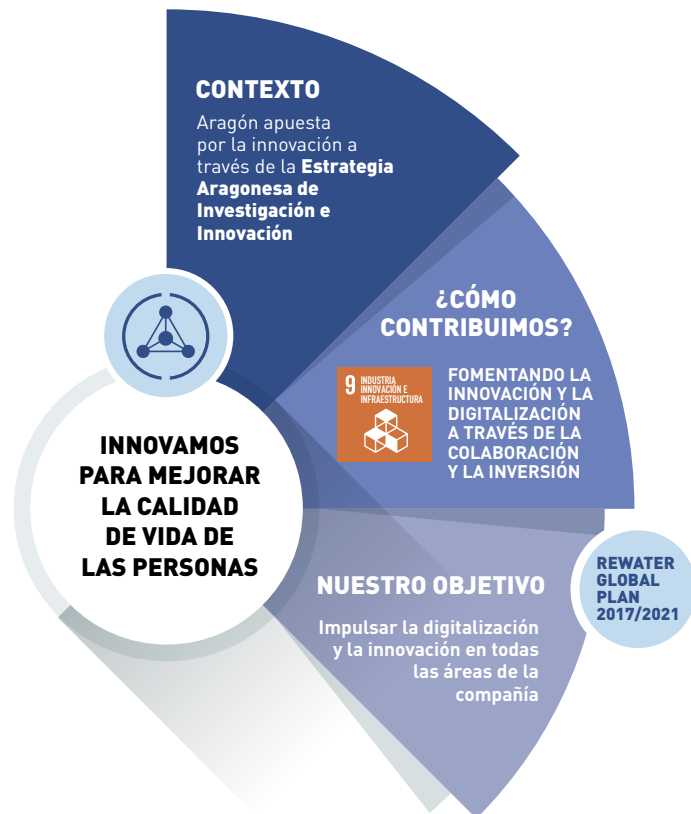 CONTEXTO
Aragón apuesta
por la innovación a
través de la Estrategia
Aragonesa de
Investigación e
Innovación
¿CÓMO
CONTRIBUIMOS?
9 INDUSTRIA
INNOVACIÓN E
INFRAESTRUCTURA
FOMENTANDO LA
INNOVACIÓN Y LA
DIGITALIZACIÓN
A TRAVÉS DE LA
COLABORACIÓN
Y LA INVERSIÓN
INNOVAMOS
PARA MEJORAR
LA CALIDAD
DE VIDA DE
LAS PERSONAS
NUESTRO OBJETIVO
Impulsar la digitalización
y la innovación en todas
las áreas de la
compañía
REWATER
GLOBAL
PLAN
2017/2021